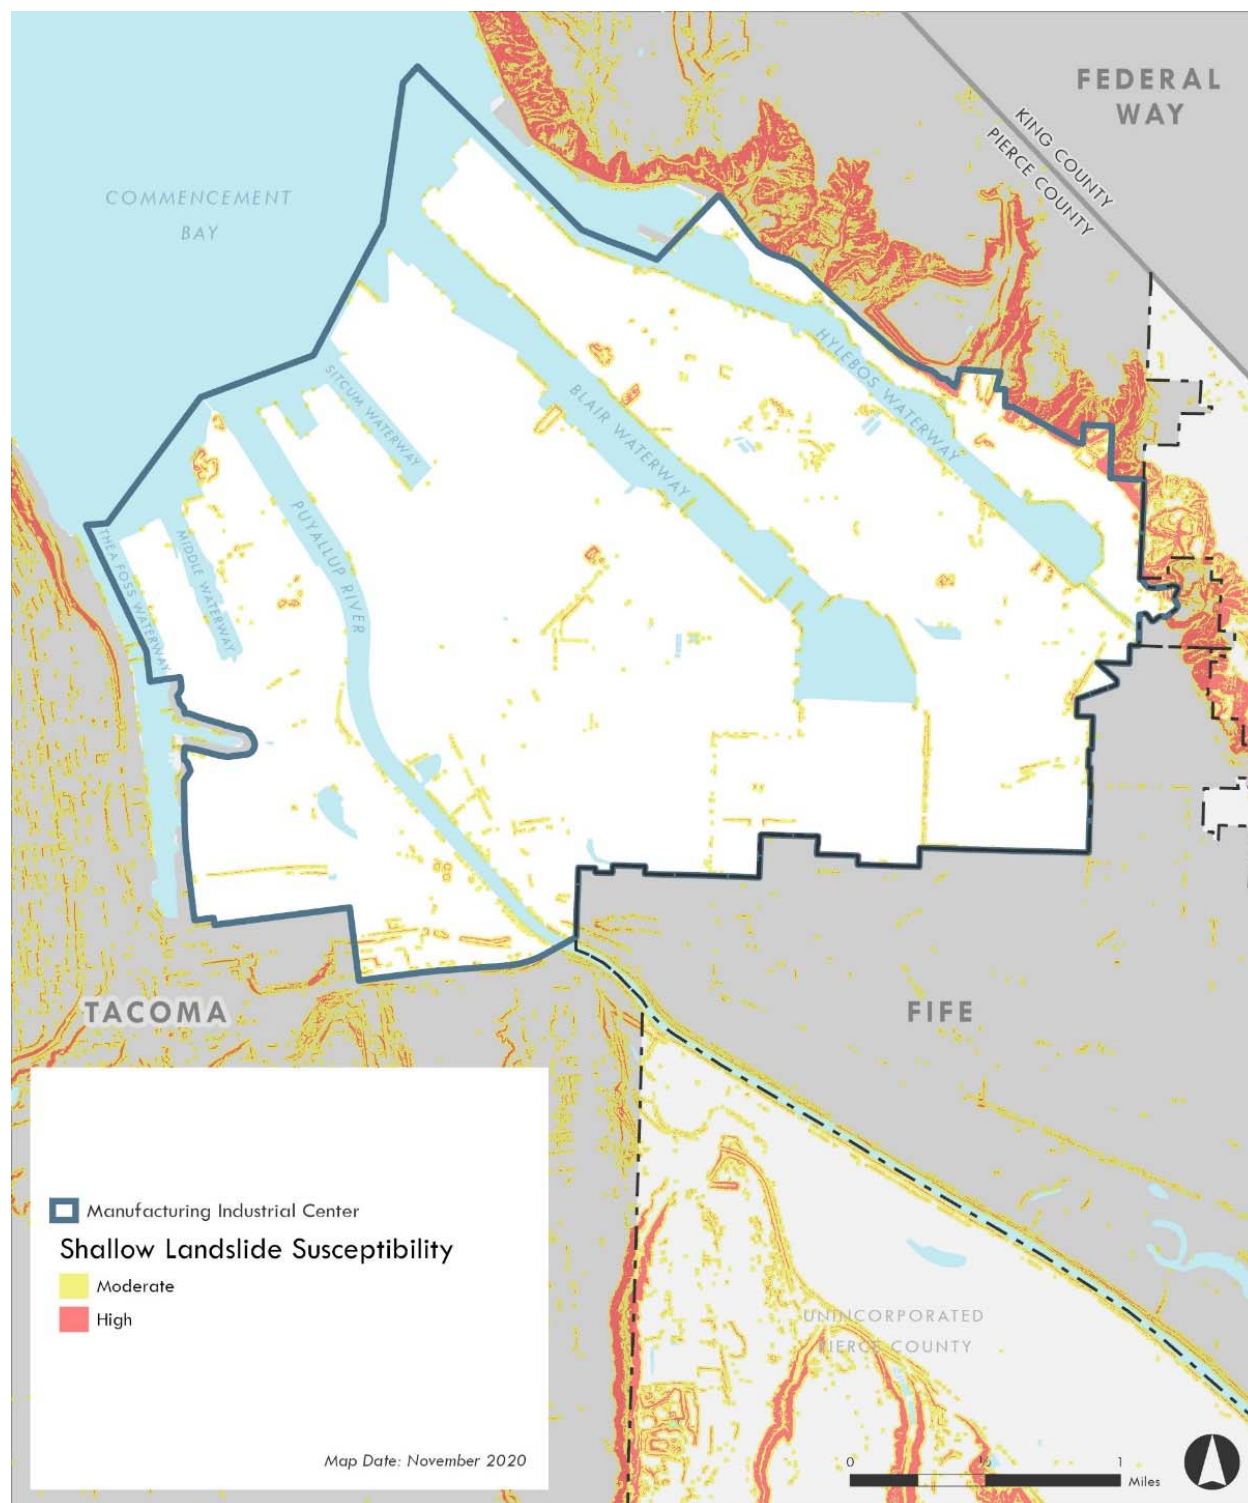 FEDERAL
WAY
KING COUNTY
PIERCE COUNTY
COMMENCEMENT
BAY
HYLEBOS WATERWAY
SITCUM WATERWAY
BLAIR WATERWAY
PUYALLUP RIVER
MIDDLE WATERWAY
THEA FOSS WATERWAY
TACOMA
FIFE
Manufacturing Industrial Center
Shallow Landslide Susceptibility
Moderate
High
UNINCORPORATED
PIERCE COUNTY
Map Date: November 2020
0 ½ 1
Miles